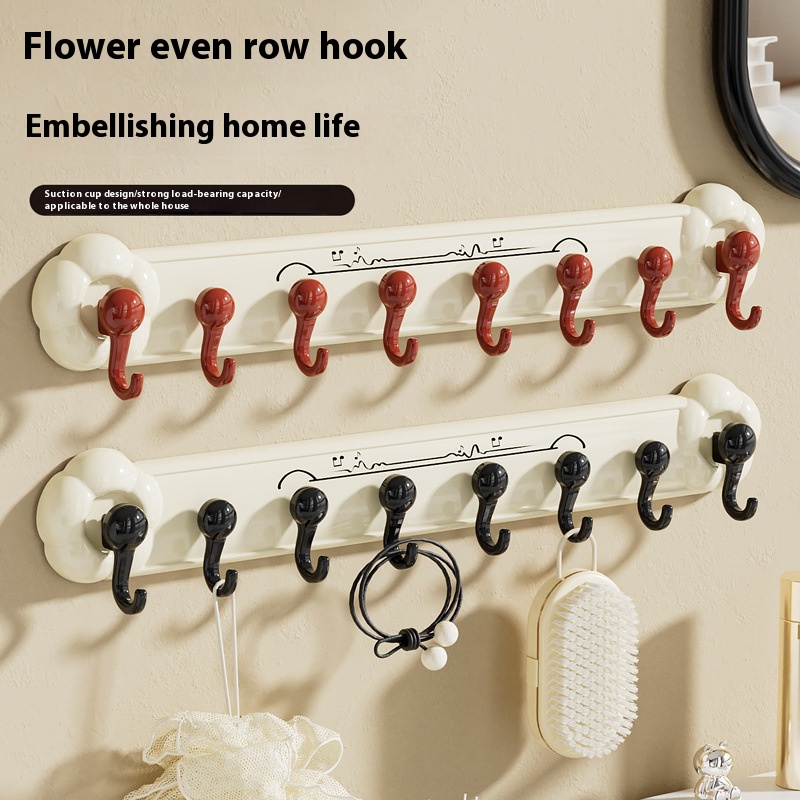 Flower even row hook
Embellishing home life
Suction cup design/strong load-bearing capacity/
applicable to the whole house